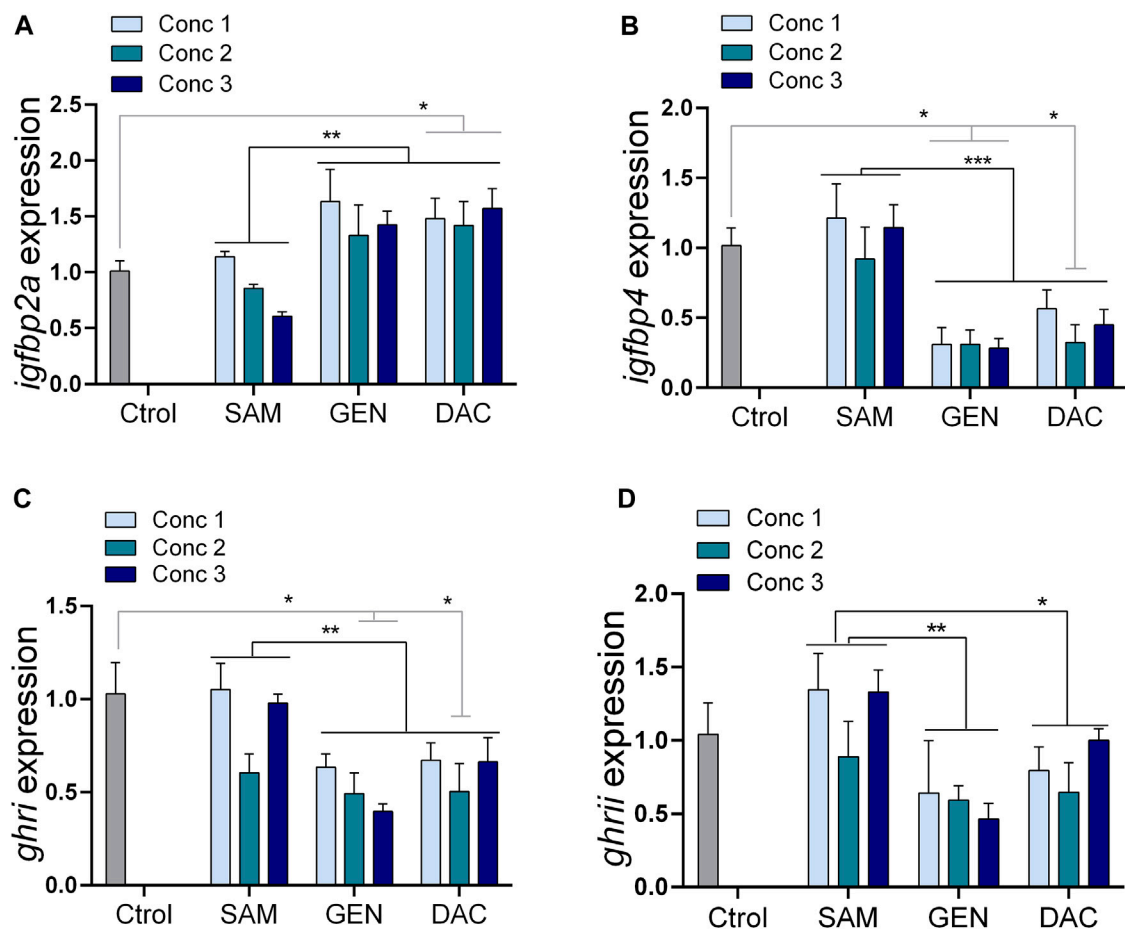 A
Conc 1
Conc 2
Conc 3
igfbp2a expression
2.5
2.0
1.5
1.0
0.5
0.0
*
**
Ctrol SAM GEN DAC
B
Conc 1
Conc 2
Conc 3
igfbp4 expression
2.0
1.5
1.0
0.5
0.0
* *
***
Ctrol SAM GEN DAC
C
Conc 1
Conc 2
Conc 3
ghri expression
1.5
1.0
0.5
0.0
* *
**
Ctrol SAM GEN DAC
D
Conc 1
Conc 2
Conc 3
ghrii expression
2.0
1.5
1.0
0.5
0.0
*
**
Ctrol SAM GEN DAC